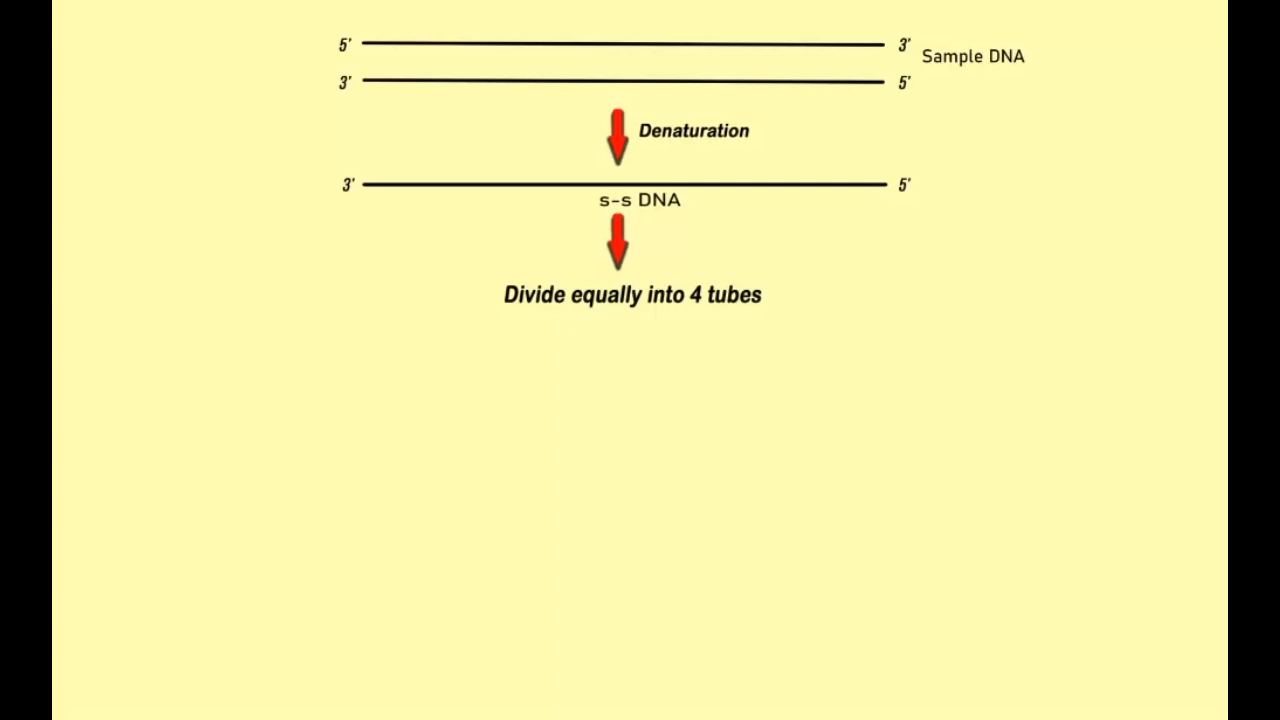 5' 3'
Sample DNA
3' 5'
Denaturation
3' 5'
s-s DNA
Divide equally into 4 tubes